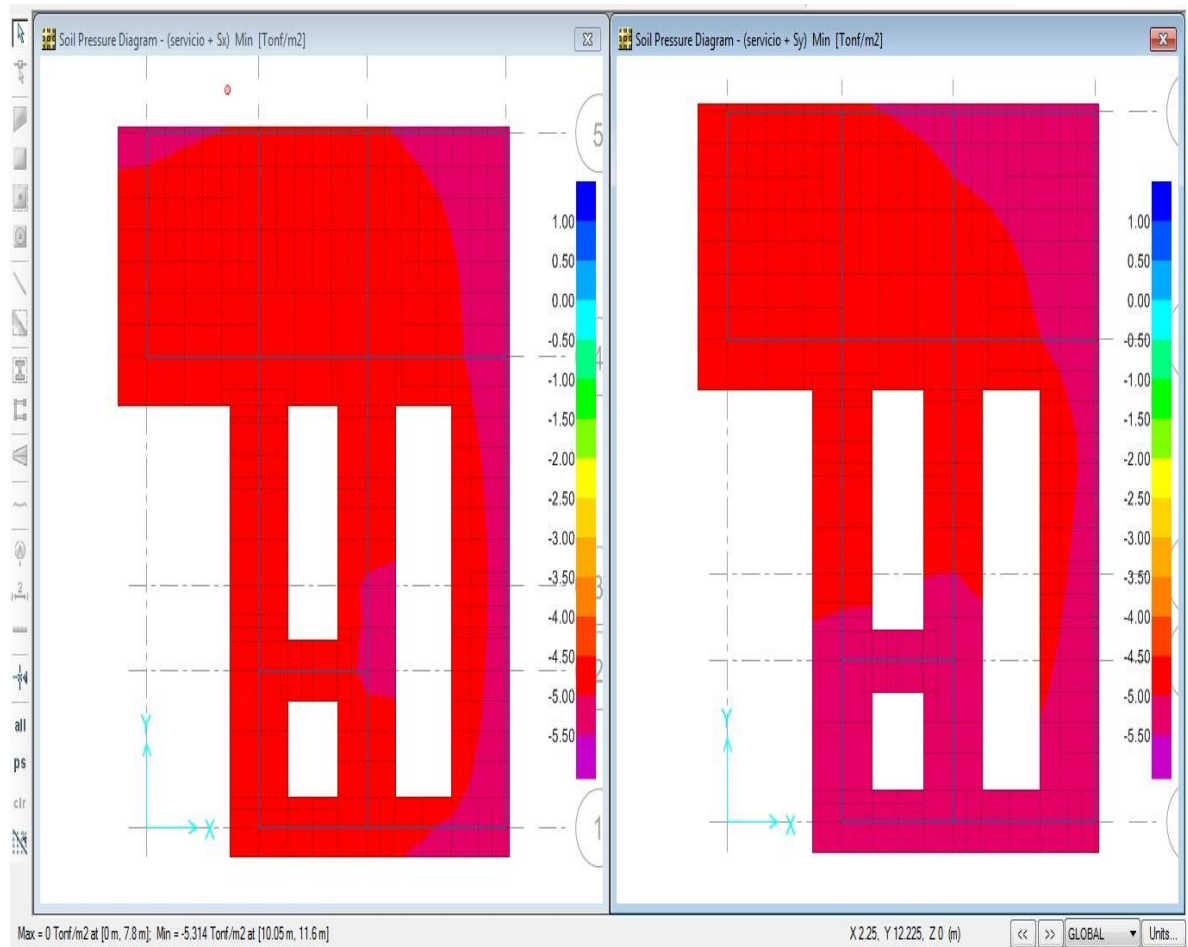 Soil Pressure Diagram - (servicio + Sx) Min [Tonf/m2]
5
4
3
2
1
1.00
0.50
0.00
-0.50
-1.00
-1.50
-2.00
-2.50
-3.00
-3.50
-4.00
-4.50
-5.00
-5.50
Y
X
Soil Pressure Diagram - (servicio + Sy) Min [Tonf/m2]
1.00
0.50
0.00
-0.50
-1.00
-1.50
-2.00
-2.50
-3.00
-3.50
-4.00
-4.50
-5.00
-5.50
Y
X
2
all
ps
clr
Max = 0 Tonf/m2 at [0 m, 7.8 m]; Min = -5.314 Tonf/m2 at [10.05 m, 11.6 m]
X 2.25, Y 12.225, Z 0 (m)
<<
>>
GLOBAL
Units...